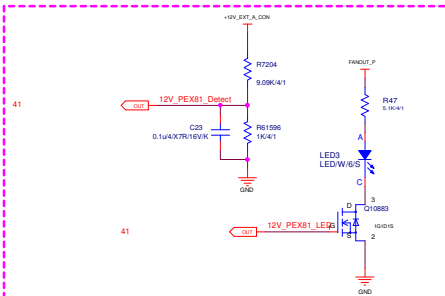 +12V_EXT_A_CON
R7204
9.09K/4/1
FANOUT_P
R47
5.1K/4/1
41
OUT
12V_PEX81_Detect
C23
0.1u/4/X7R/16V/K
R61596
1K/4/1
GND
A
LED3
LED/W/6/S
C
3
D
Q10883
G
1G1D1S
S
2
41
OUT
12V_PEX81_LED
GND